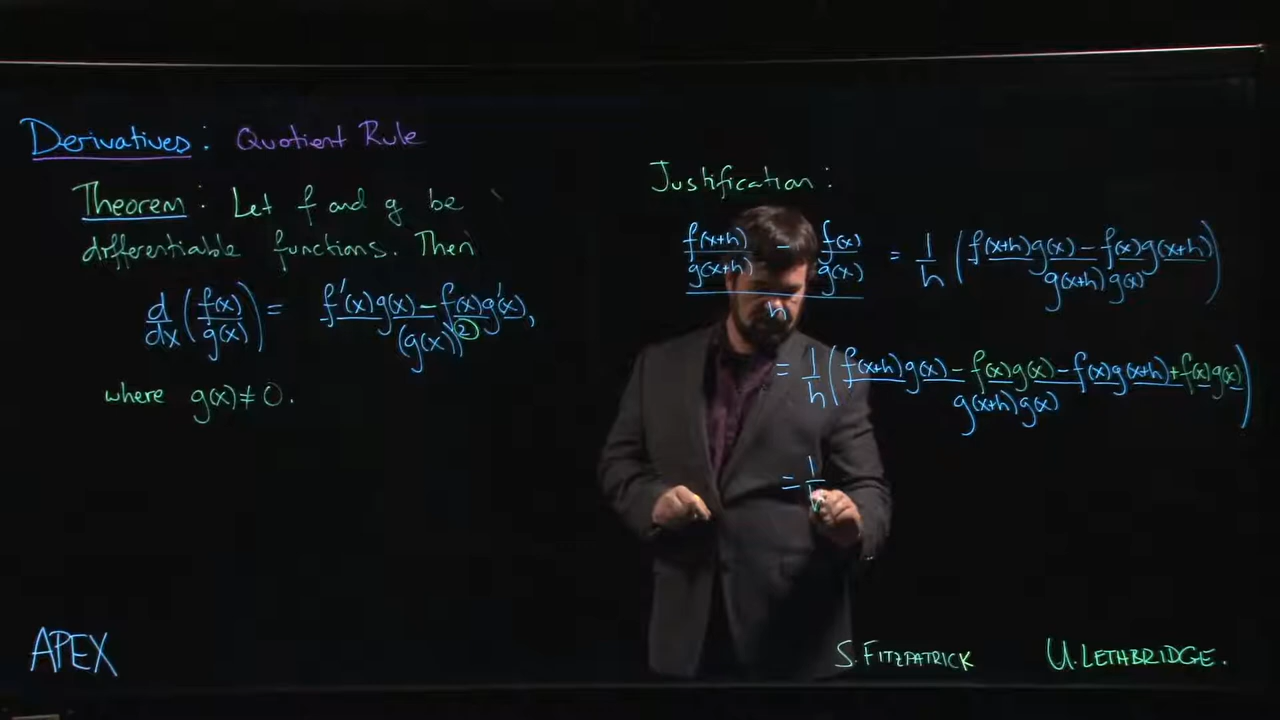 Derivatives: Quotient Rule
Theorem: Let f and g be
differentiable functions. Then
d/dx (f(x)/g(x)) = (f'(x)g(x) - f(x)g'(x))/(g(x))^2,
where g(x) ≠ 0.
Justification:
(f(x+h)/g(x+h) - f(x)/g(x))/h = 1/h ((f(x+h)g(x) - f(x)g(x+h))/(g(x+h)g(x)))
= 1/h ((f(x+h)g(x) - f(x)g(x) - f(x)g(x+h) + f(x)g(x))/(g(x+h)g(x)))
= 1/h
APEX
S. FITZPATRICK
U. LETHBRIDGE.